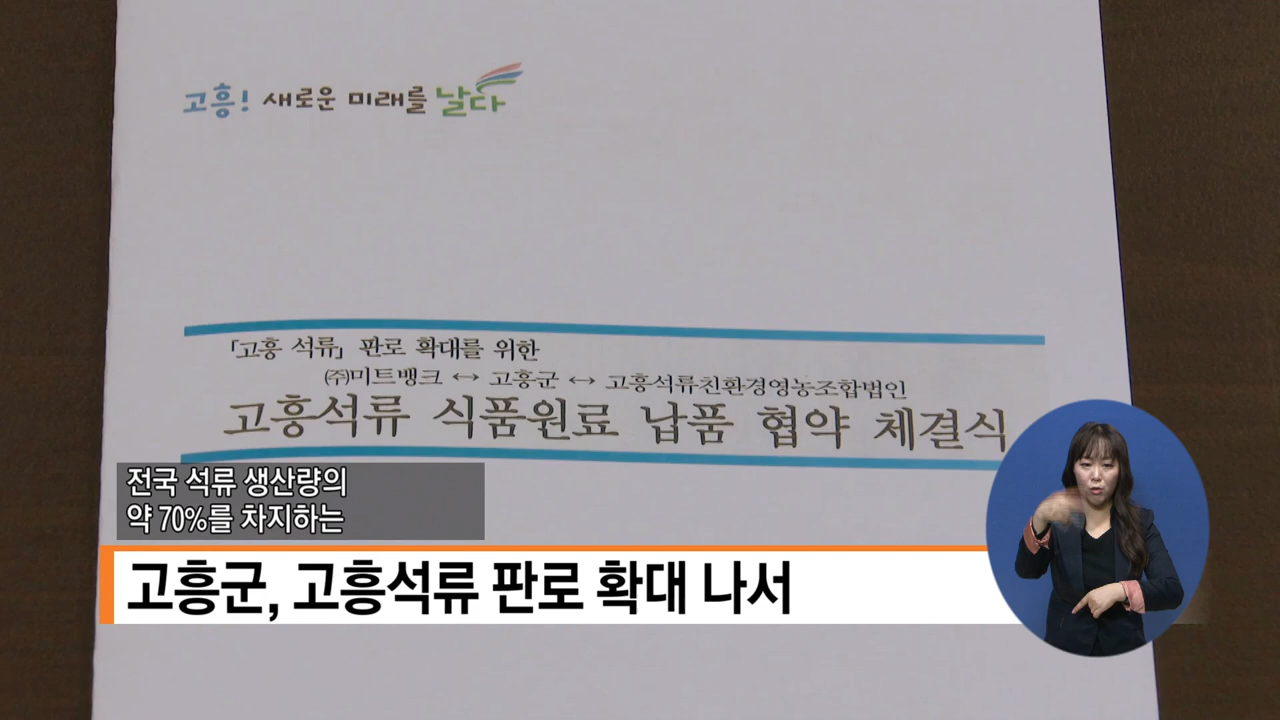 고흥! 새로운 미래를 날다
「고흥 석류」 판로 확대를 위한
㈜미트뱅크 ↔ 고흥군 ↔ 고흥석류친환경영농조합법인
고흥석류 식품원료 납품 협약 체결식
전국 석류 생산량의
약 70%를 차지하는
고흥군, 고흥석류 판로 확대 나서